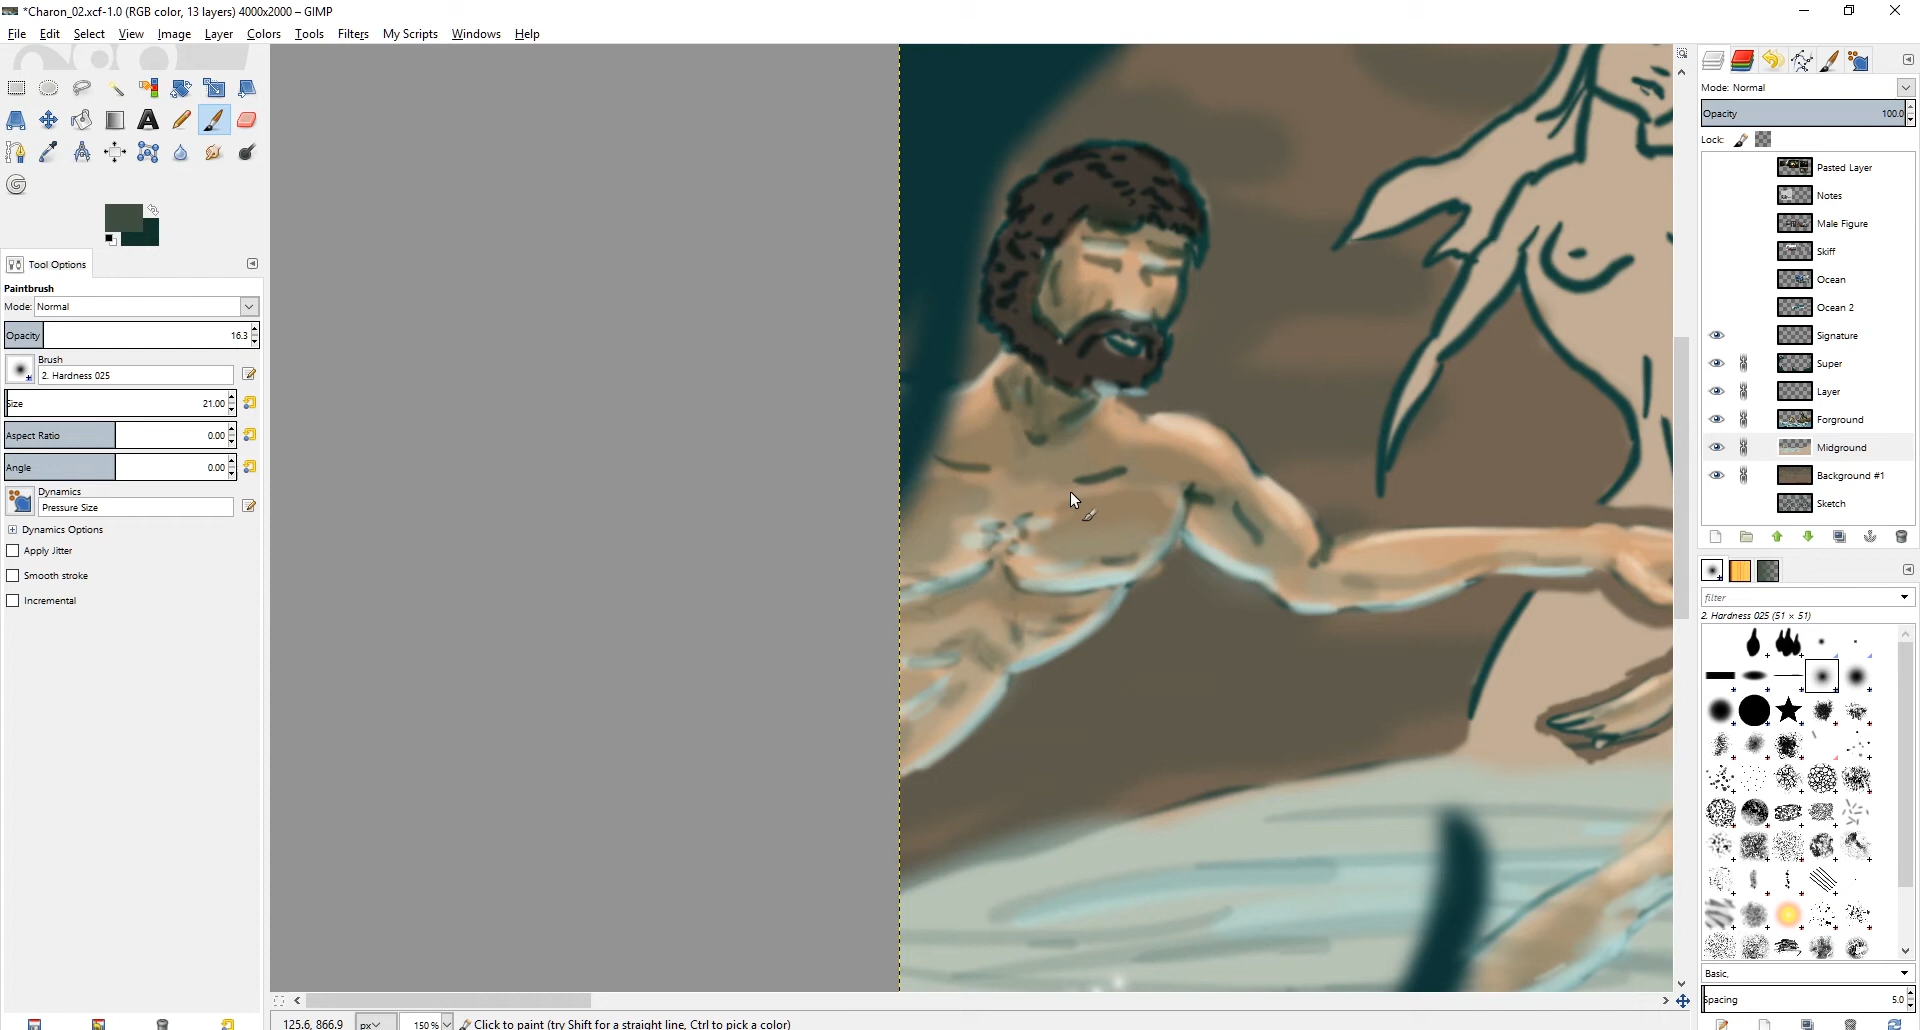 *Charon_02.xcf-1.0 (RGB color, 13 layers) 4000x2000 – GIMP
File Edit Select View Image Layer Colors Tools Filters My Scripts Windows Help
Tool Options
Paintbrush
Mode: Normal
Opacity 16.3
Brush
2. Hardness 025
Size 21.00
Aspect Ratio 0.00
Angle 0.00
Dynamics
Pressure Size
Dynamics Options
Apply Jitter
Smooth stroke
Incremental
125.6, 866.9 px 150 % Click to paint (try Shift for a straight line, Ctrl to pick a color)
Mode: Normal
Opacity 100.0
Lock:
Pasted Layer
Notes
Male Figure
Skiff
Ocean
Ocean 2
Signature
Super
Layer
Forground
Midground
Background #1
Sketch
filter
2. Hardness 025 (51 × 51)
Basic,
Spacing 5.0